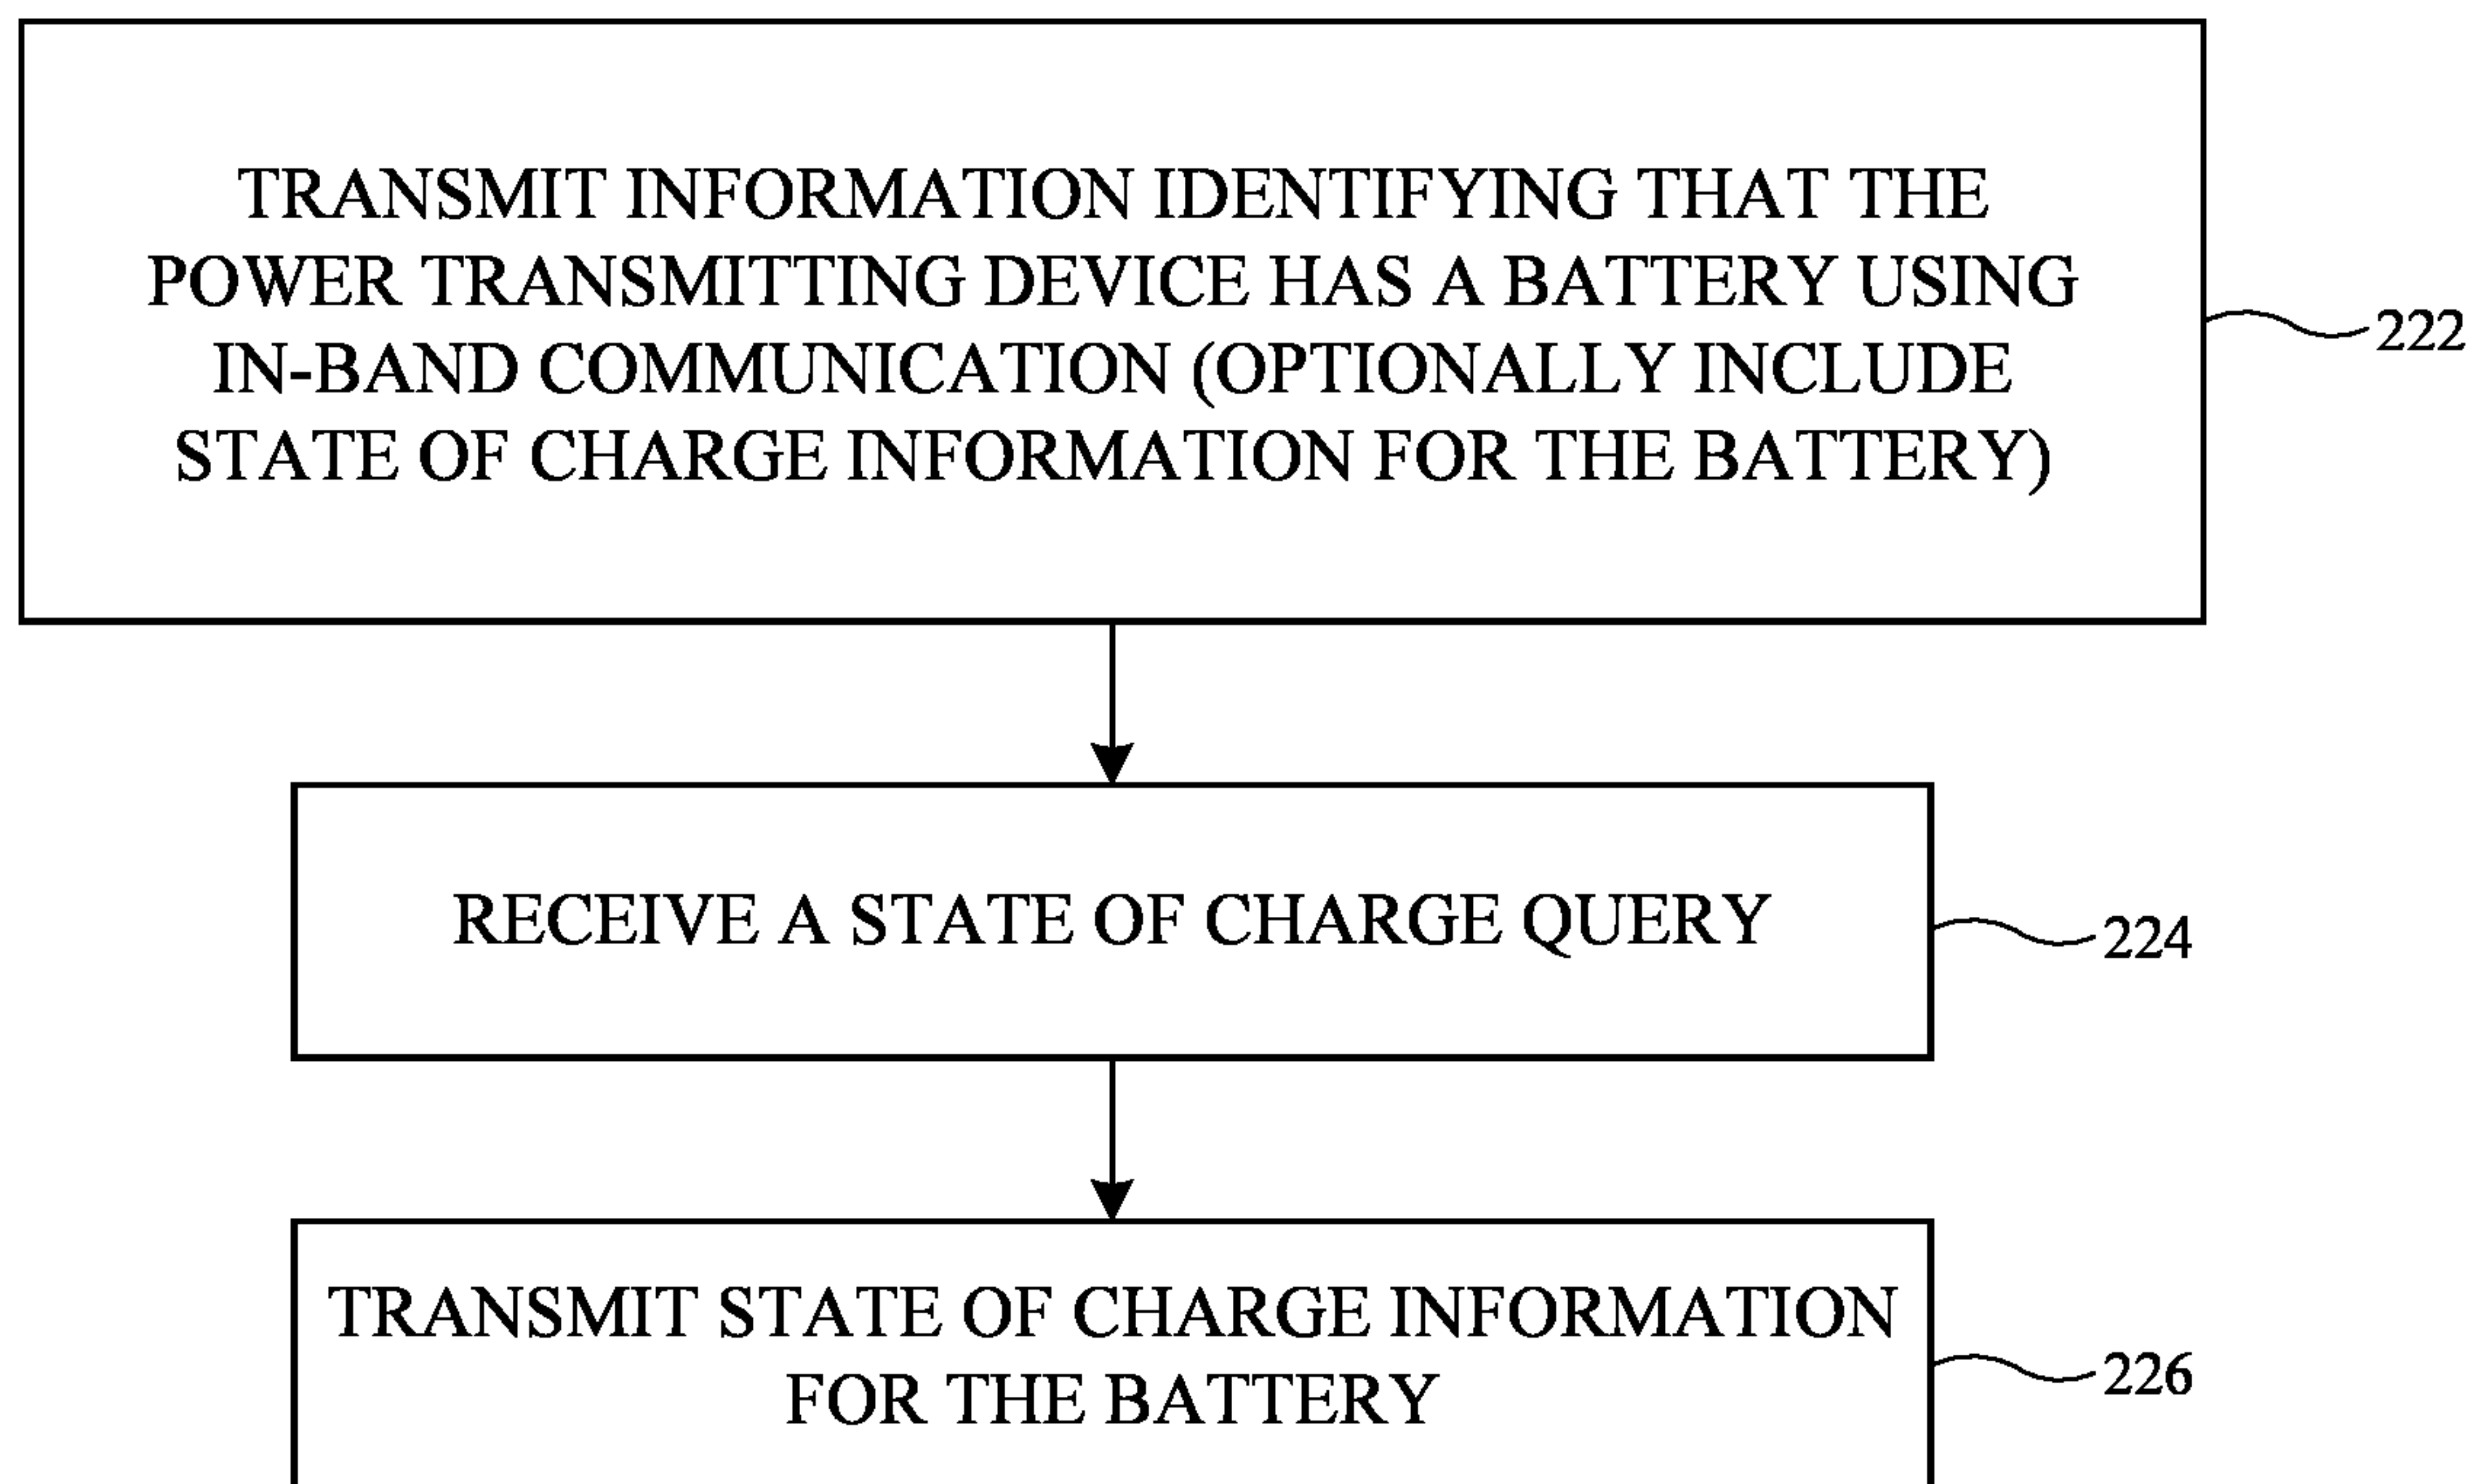 TRANSMIT INFORMATION IDENTIFYING THAT THE
POWER TRANSMITTING DEVICE HAS A BATTERY USING
IN-BAND COMMUNICATION (OPTIONALLY INCLUDE
STATE OF CHARGE INFORMATION FOR THE BATTERY)
222
RECEIVE A STATE OF CHARGE QUERY
224
TRANSMIT STATE OF CHARGE INFORMATION
FOR THE BATTERY
226